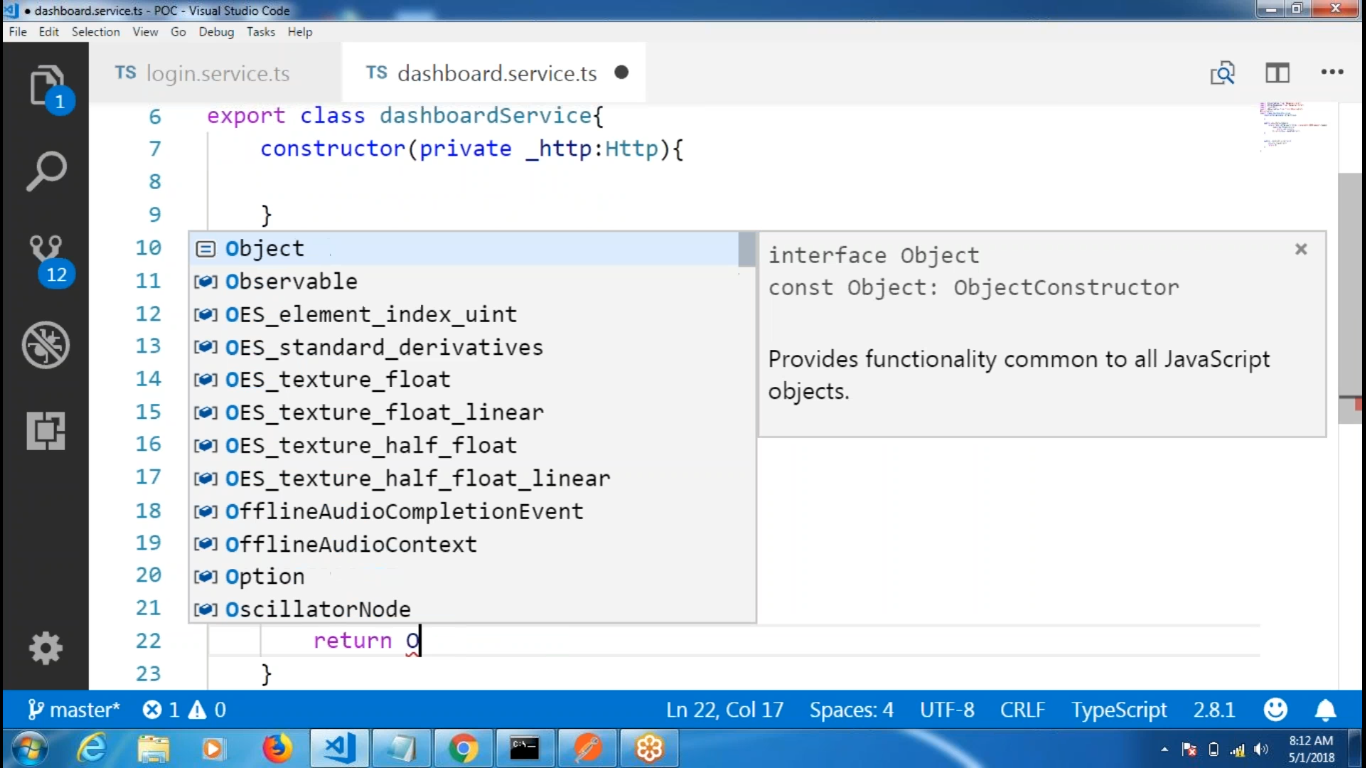 dashboard.service.ts - POC - Visual Studio Code
File Edit Selection View Go Debug Tasks Help
TS login.service.ts TS dashboard.service.ts
1
12
6 export class dashboardService{
7 constructor(private _http:Http){
8
9 }
10 Object
11 Observable
12 OES_element_index_uint
13 OES_standard_derivatives
14 OES_texture_float
15 OES_texture_float_linear
16 OES_texture_half_float
17 OES_texture_half_float_linear
18 OfflineAudioCompletionEvent
19 OfflineAudioContext
20 Option
21 OscillatorNode
22 return O
23 }
interface Object
const Object: ObjectConstructor
Provides functionality common to all JavaScript
objects.
master* 1 0 Ln 22, Col 17 Spaces: 4 UTF-8 CRLF TypeScript 2.8.1
8:12 AM
5/1/2018